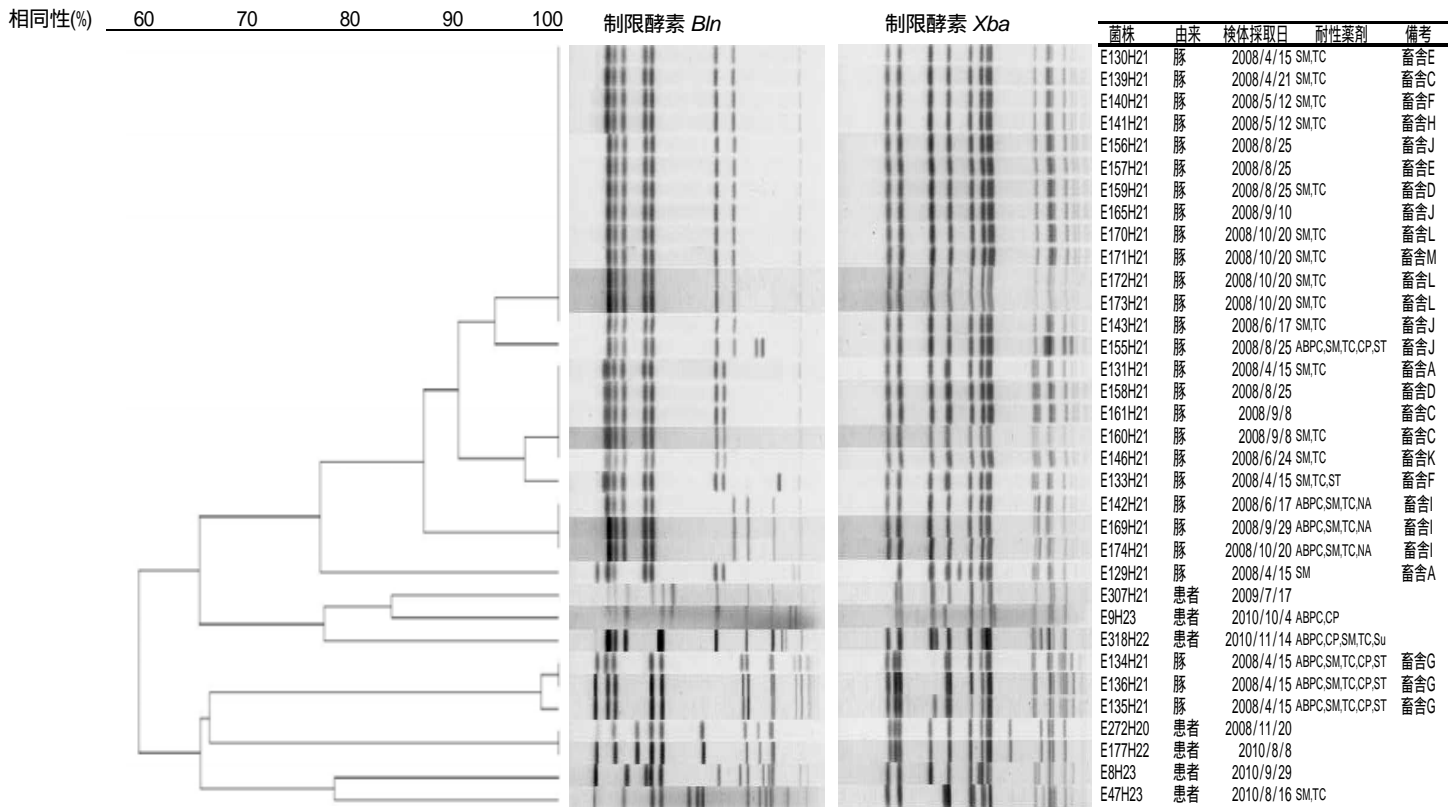 相同性(%) 60 70 80 90 100 制限酵素 Bln 制限酵素 Xba
菌株 由来 検体採取日 耐性薬剤 備考
E130H21 豚 2008/4/15 SM,TC 畜舎E
E139H21 豚 2008/4/21 SM,TC 畜舎C
E140H21 豚 2008/5/12 SM,TC 畜舎F
E141H21 豚 2008/5/12 SM,TC 畜舎H
E156H21 豚 2008/8/25 畜舎J
E157H21 豚 2008/8/25 畜舎E
E159H21 豚 2008/8/25 SM,TC 畜舎D
E165H21 豚 2008/9/10 畜舎J
E170H21 豚 2008/10/20 SM,TC 畜舎L
E171H21 豚 2008/10/20 SM,TC 畜舎M
E172H21 豚 2008/10/20 SM,TC 畜舎L
E173H21 豚 2008/10/20 SM,TC 畜舎L
E143H21 豚 2008/6/17 SM,TC 畜舎J
E155H21 豚 2008/8/25 ABPC,SM,TC,CP,ST 畜舎J
E131H21 豚 2008/4/15 SM,TC 畜舎A
E158H21 豚 2008/8/25 畜舎D
E161H21 豚 2008/9/8 畜舎C
E160H21 豚 2008/9/8 SM,TC 畜舎C
E146H21 豚 2008/6/24 SM,TC 畜舎K
E133H21 豚 2008/4/15 SM,TC,ST 畜舎F
E142H21 豚 2008/6/17 ABPC,SM,TC,NA 畜舎I
E169H21 豚 2008/9/29 ABPC,SM,TC,NA 畜舎I
E174H21 豚 2008/10/20 ABPC,SM,TC,NA 畜舎I
E129H21 豚 2008/4/15 SM 畜舎A
E307H21 患者 2009/7/17
E9H23 患者 2010/10/4 ABPC,CP
E318H22 患者 2010/11/14 ABPC,CP,SM,TC,Su
E134H21 豚 2008/4/15 ABPC,SM,TC,CP,ST 畜舎G
E136H21 豚 2008/4/15 ABPC,SM,TC,CP,ST 畜舎G
E135H21 豚 2008/4/15 ABPC,SM,TC,CP,ST 畜舎G
E272H20 患者 2008/11/20
E177H22 患者 2010/8/8
E8H23 患者 2010/9/29
E47H23 患者 2010/8/16 SM,TC